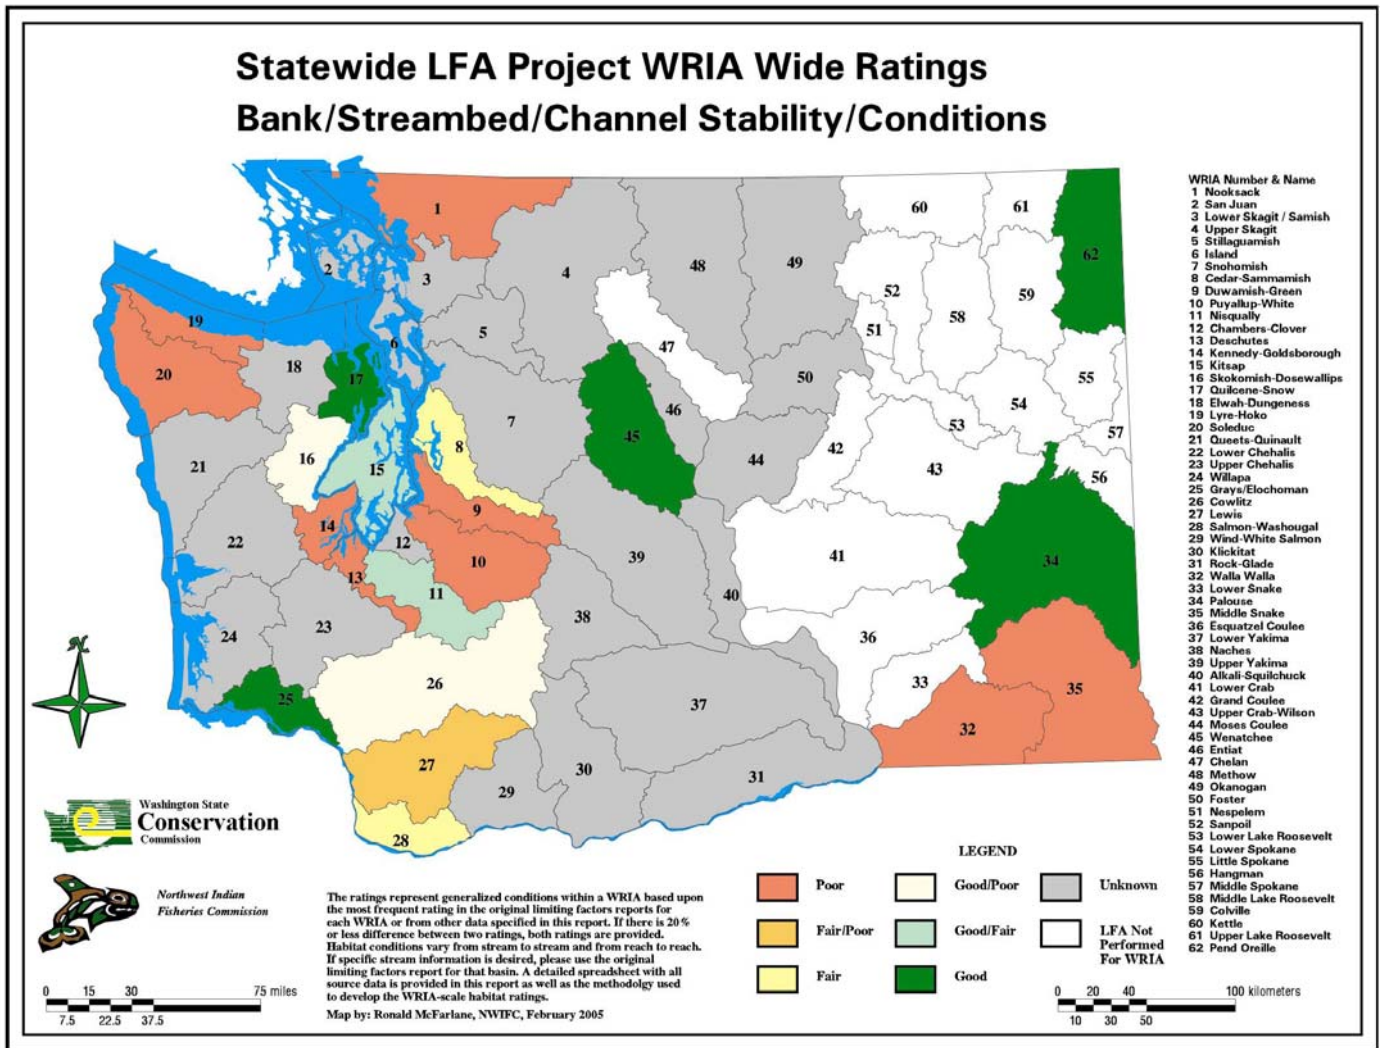 Statewide LFA Project WRIA Wide Ratings
Bank/Streambed/Channel Stability/Conditions
WRIA Number & Name
1 Nooksack
2 San Juan
3 Lower Skagit / Samish
4 Upper Skagit
5 Stillaguamish
6 Island
7 Snohomish
8 Cedar-Sammamish
9 Duwamish-Green
10 Puyallup-White
11 Nisqually
12 Chambers-Clover
13 Deschutes
14 Kennedy-Goldsborough
15 Kitsap
16 Skokomish-Dosewallips
17 Quilcene-Snow
18 Elwah-Dungeness
19 Lyre-Hoko
20 Soleduc
21 Queets-Quinault
22 Lower Chehalis
23 Upper Chehalis
24 Willapa
25 Grays/Elochoman
26 Cowlitz
27 Lewis
28 Salmon-Washougal
29 Wind-White Salmon
30 Klickitat
31 Rock-Glade
32 Walla Walla
33 Lower Snake
34 Palouse
35 Middle Snake
36 Esquatzel Coulee
37 Lower Yakima
38 Naches
39 Upper Yakima
40 Alkali-Squilchuck
41 Lower Crab
42 Grand Coulee
43 Upper Crab-Wilson
44 Moses Coulee
45 Wenatchee
46 Entiat
47 Chelan
48 Methow
49 Okanogan
50 Foster
51 Nespelem
52 Sanpoil
53 Lower Lake Roosevelt
54 Lower Spokane
55 Little Spokane
56 Hangman
57 Middle Spokane
58 Middle Lake Roosevelt
59 Colville
60 Kettle
61 Upper Lake Roosevelt
62 Pend Oreille
1
2
3
4
5
6
7
8
9
10
11
12
13
14
15
16
17
18
19
20
21
22
23
24
25
26
27
28
29
30
31
32
33
34
35
36
37
38
39
40
41
42
43
44
45
46
47
48
49
50
51
52
53
54
55
56
57
58
59
60
61
62
N
Washington State
Conservation
Commission
Northwest Indian
Fisheries Commission
The ratings represent generalized conditions within a WRIA based upon
the most frequent rating in the original limiting factors reports for
each WRIA or from other data specified in this report. If there is 20%
or less difference between two ratings, both ratings are provided.
Habitat conditions vary from stream to stream and from reach to reach.
If specific stream information is desired, please use the original
limiting factors report for that basin. A detailed spreadsheet with all
source data is provided in this report as well as the methodolgy used
to develop the WRIA-scale habitat ratings.
Map by: Ronald McFarlane, NWIFC, February 2005
LEGEND
Poor
Fair/Poor
Fair
Good/Poor
Good/Fair
Good
Unknown
LFA Not
Performed
For WRIA
0 15 30 75 miles
7.5 22.5 37.5
0 20 40 100 kilometers
10 30 50